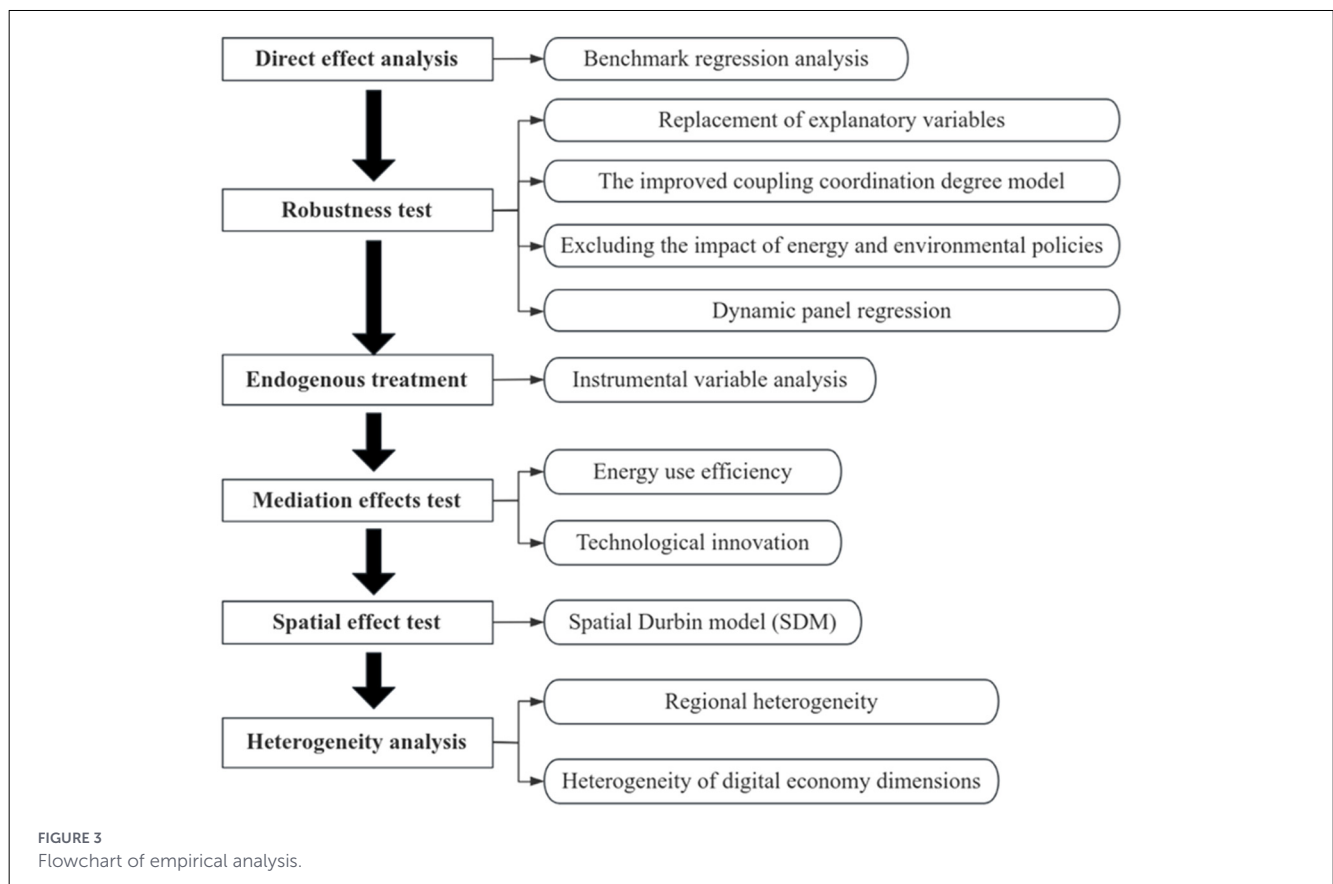 Direct effect analysis
Benchmark regression analysis
Robustness test
Replacement of explanatory variables
The improved coupling coordination degree model
Excluding the impact of energy and environmental policies
Dynamic panel regression
Endogenous treatment
Instrumental variable analysis
Mediation effects test
Energy use efficiency
Technological innovation
Spatial effect test
Spatial Durbin model (SDM)
Heterogeneity analysis
Regional heterogeneity
Heterogeneity of digital economy dimensions
FIGURE 3
Flowchart of empirical analysis.